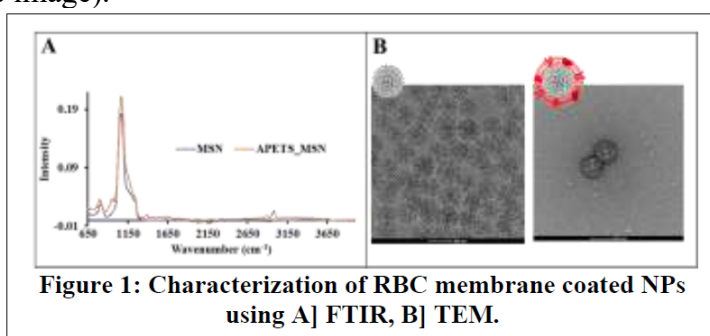 e image).
A
B
0.19
0.09
-0.01
Intensity
MSN
APETS_MSN
650 1150 1650 2150 2650 3150 3650
Wavenumber (cm⁻¹)
Figure 1: Characterization of RBC membrane coated NPs
using A] FTIR, B] TEM.